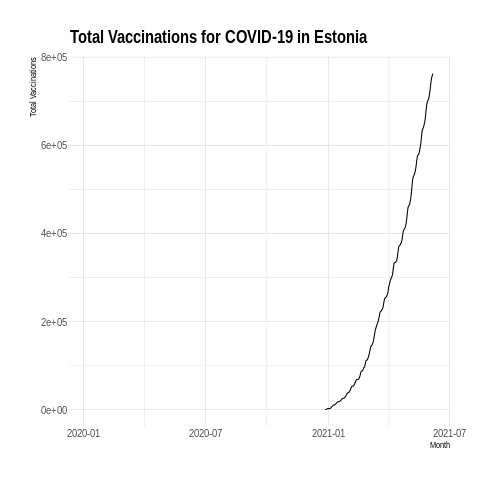 Total Vaccinations for COVID-19 in Estonia
Total Vaccinations
8e+05
6e+05
4e+05
2e+05
0e+00
2020-01 2020-07 2021-01 2021-07
Month